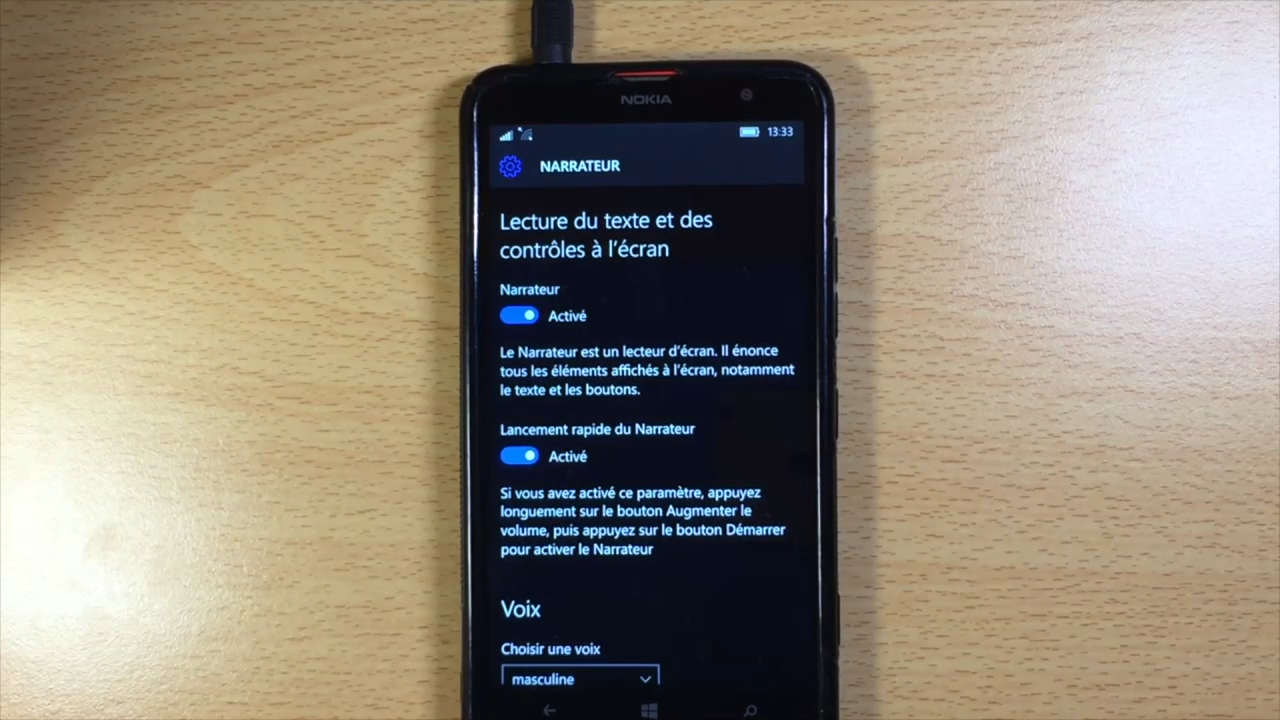 NOKIA
13:33
NARRATEUR
Lecture du texte et des
contrôles à l'écran
Narrateur
Activé
Le Narrateur est un lecteur d'écran. Il énonce
tous les éléments affichés à l'écran, notamment
le texte et les boutons.
Lancement rapide du Narrateur
Activé
Si vous avez activé ce paramètre, appuyez
longuement sur le bouton Augmenter le
volume, puis appuyez sur le bouton Démarrer
pour activer le Narrateur
Voix
Choisir une voix
masculine